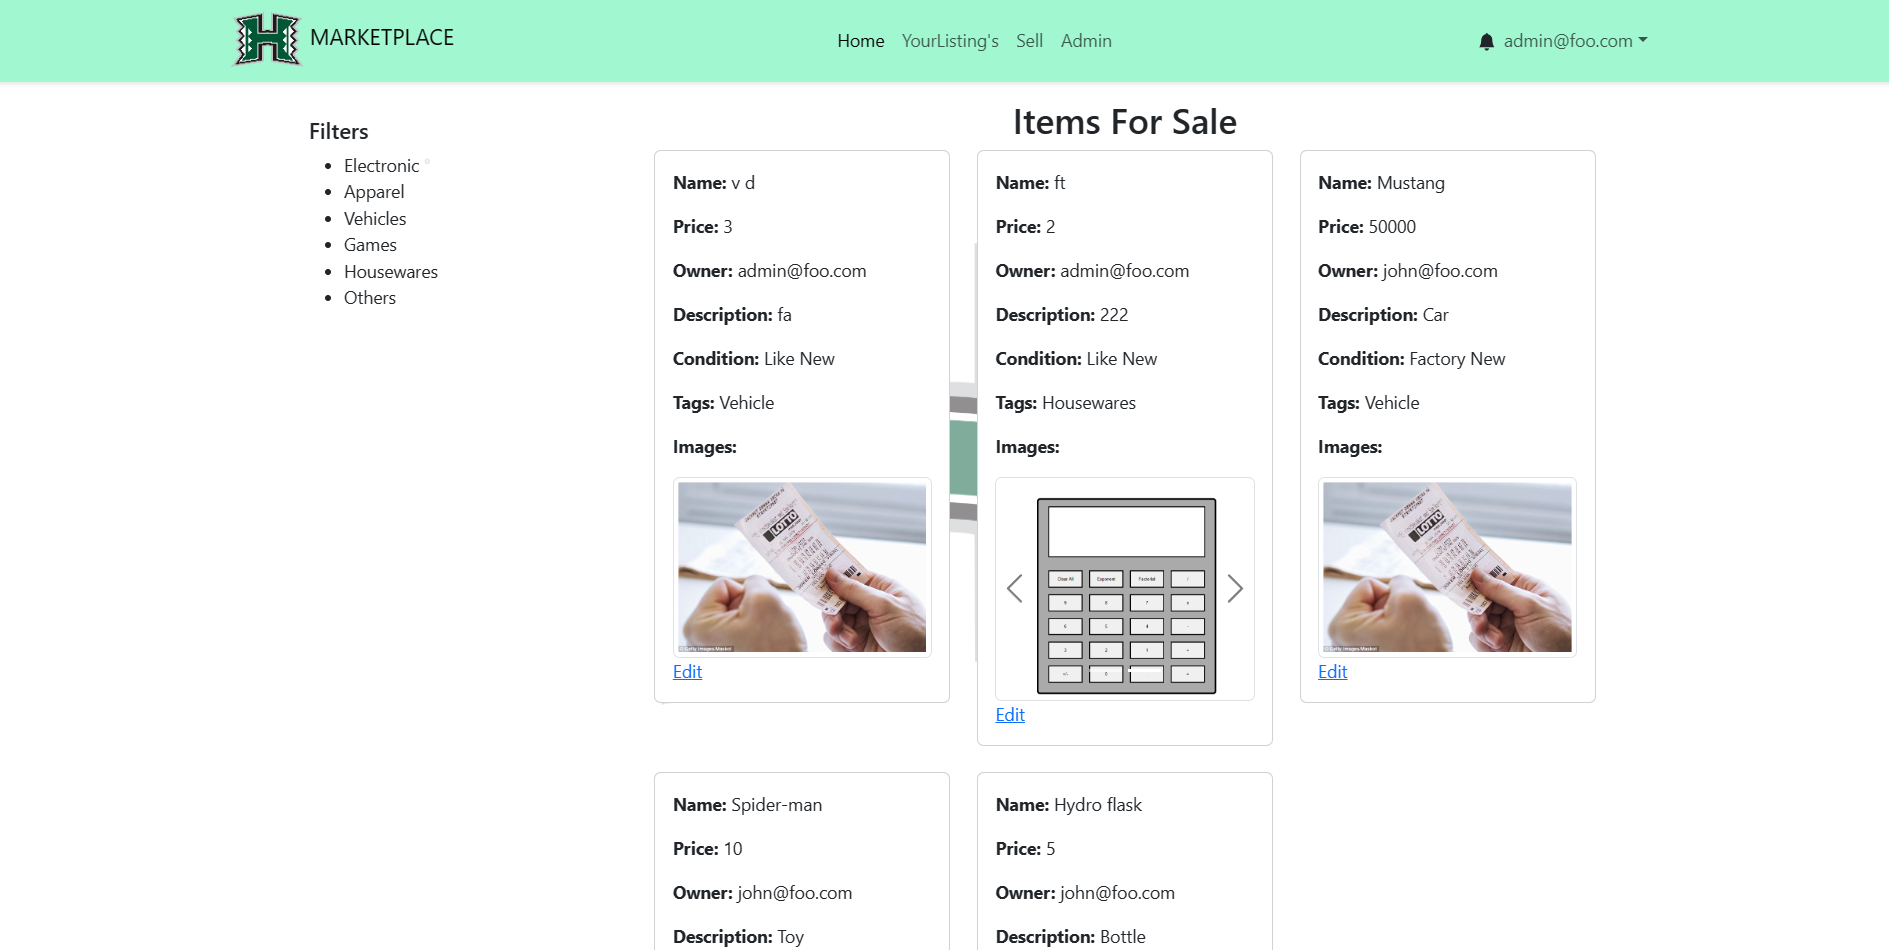 MARKETPLACE
Home YourListing's Sell Admin
admin@foo.com
Filters
Electronic
Apparel
Vehicles
Games
Housewares
Others
Items For Sale
Name: v d
Price: 3
Owner: admin@foo.com
Description: fa
Condition: Like New
Tags: Vehicle
Images:
LOTTO
Edit
Name: ft
Price: 2
Owner: admin@foo.com
Description: 222
Condition: Like New
Tags: Housewares
Images:
Clear All Exponent Factorial /
Edit
Name: Mustang
Price: 50000
Owner: john@foo.com
Description: Car
Condition: Factory New
Tags: Vehicle
Images:
LOTTO
Edit
Name: Spider-man
Price: 10
Owner: john@foo.com
Description: Toy
Name: Hydro flask
Price: 5
Owner: john@foo.com
Description: Bottle